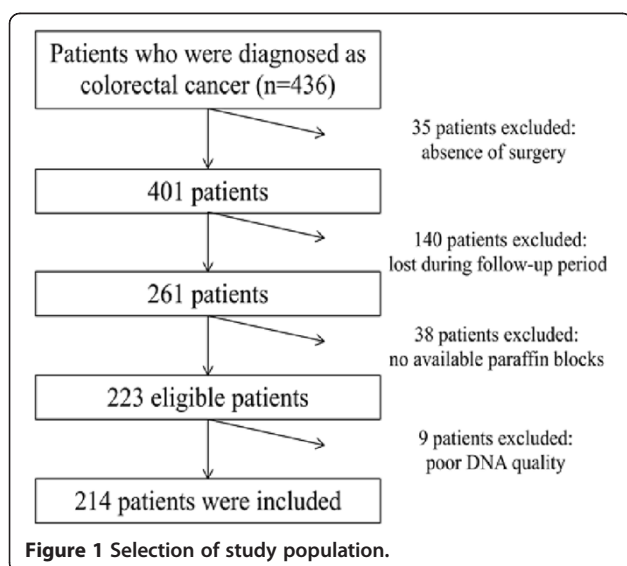 Patients who were diagnosed as
colorectal cancer (n=436)
35 patients excluded:
absence of surgery
401 patients
140 patients excluded:
lost during follow-up period
261 patients
38 patients excluded:
no available paraffin blocks
223 eligible patients
9 patients excluded:
poor DNA quality
214 patients were included
Figure 1 Selection of study population.